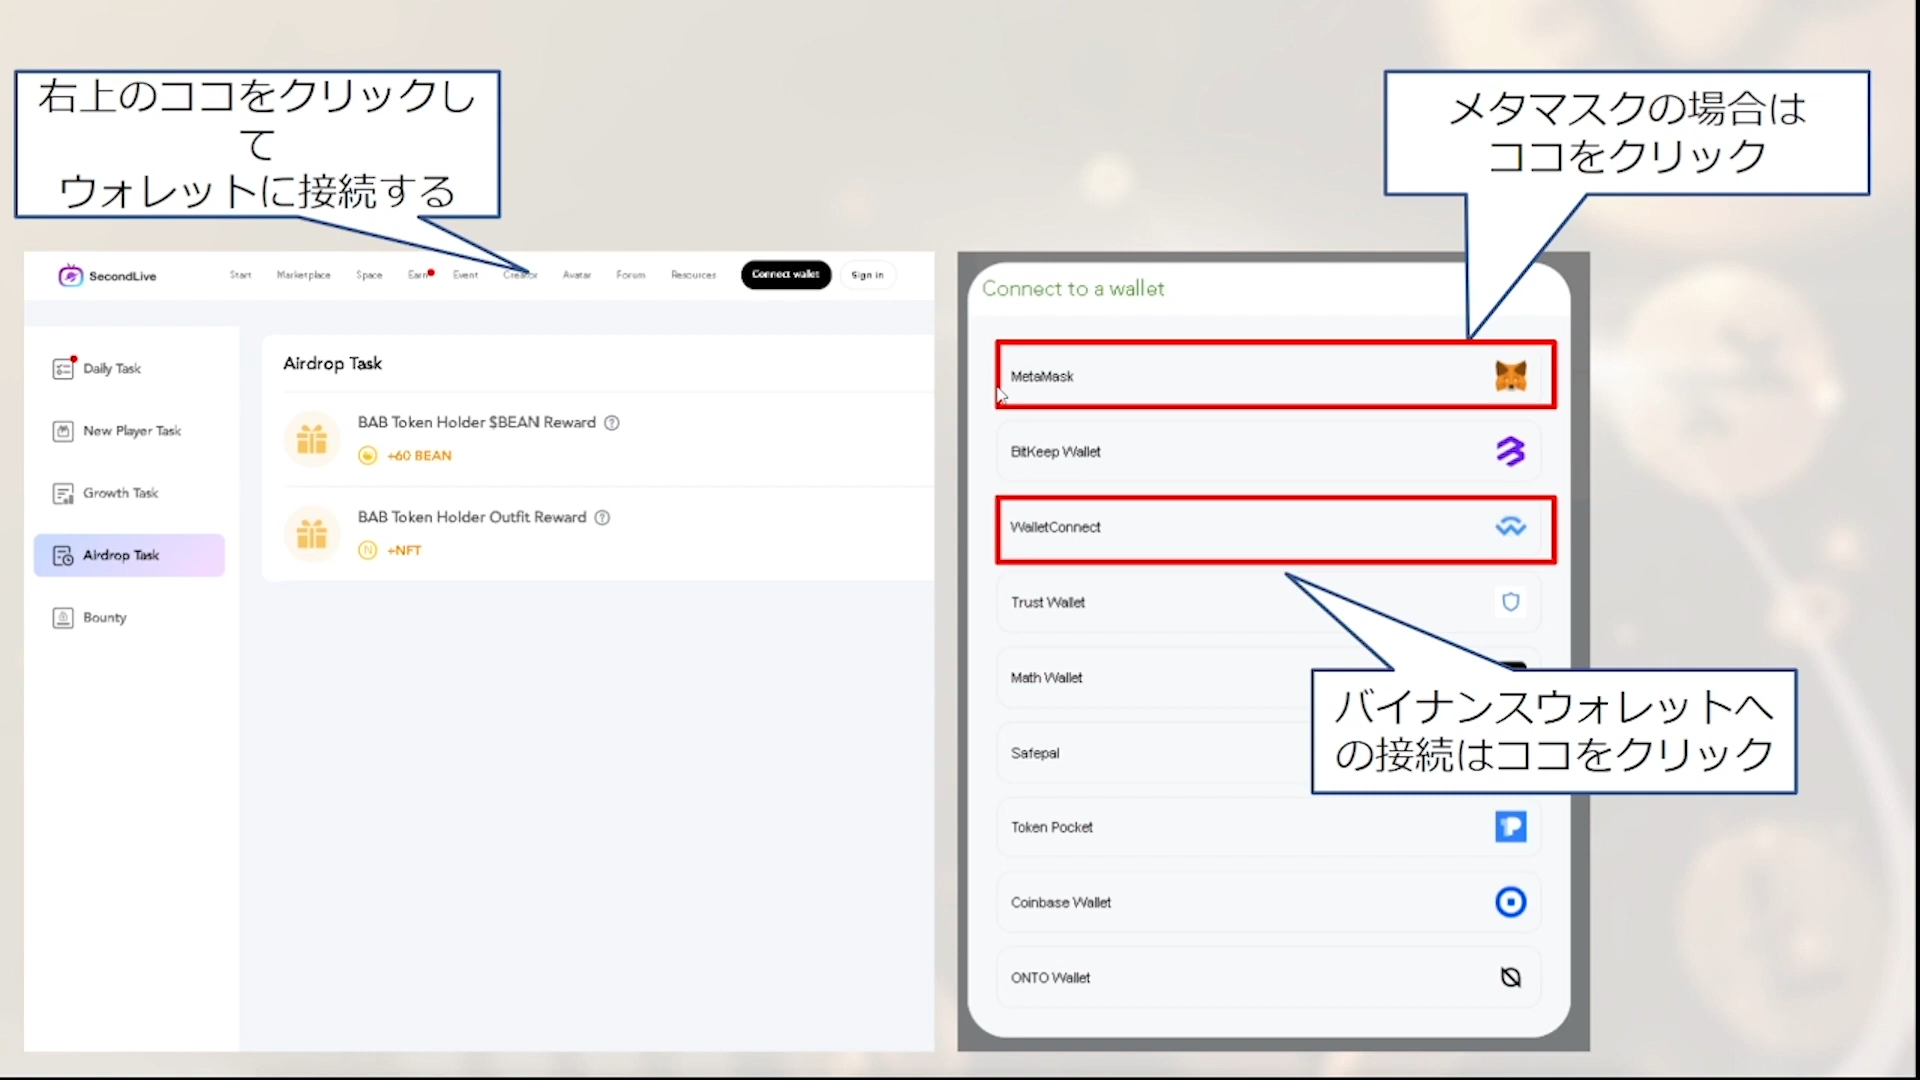 右上のココをクリックし
て
ウォレットに接続する
メタマスクの場合は
ココをクリック
SecondLive
Start
Marketplace
Space
Earn
Event
Creator
Avatar
Forum
Resources
Connect wallet
Sign in
Daily Task
New Player Task
Growth Task
Airdrop Task
Bounty
Airdrop Task
BAB Token Holder $BEAN Reward ?
+60 BEAN
BAB Token Holder Outfit Reward ?
N +NFT
Connect to a wallet
MetaMask
BitKeep Wallet
WalletConnect
Trust Wallet
Math Wallet
Safepal
Token Pocket
Coinbase Wallet
ONTO Wallet
バイナンスウォレットへ
の接続はココをクリック